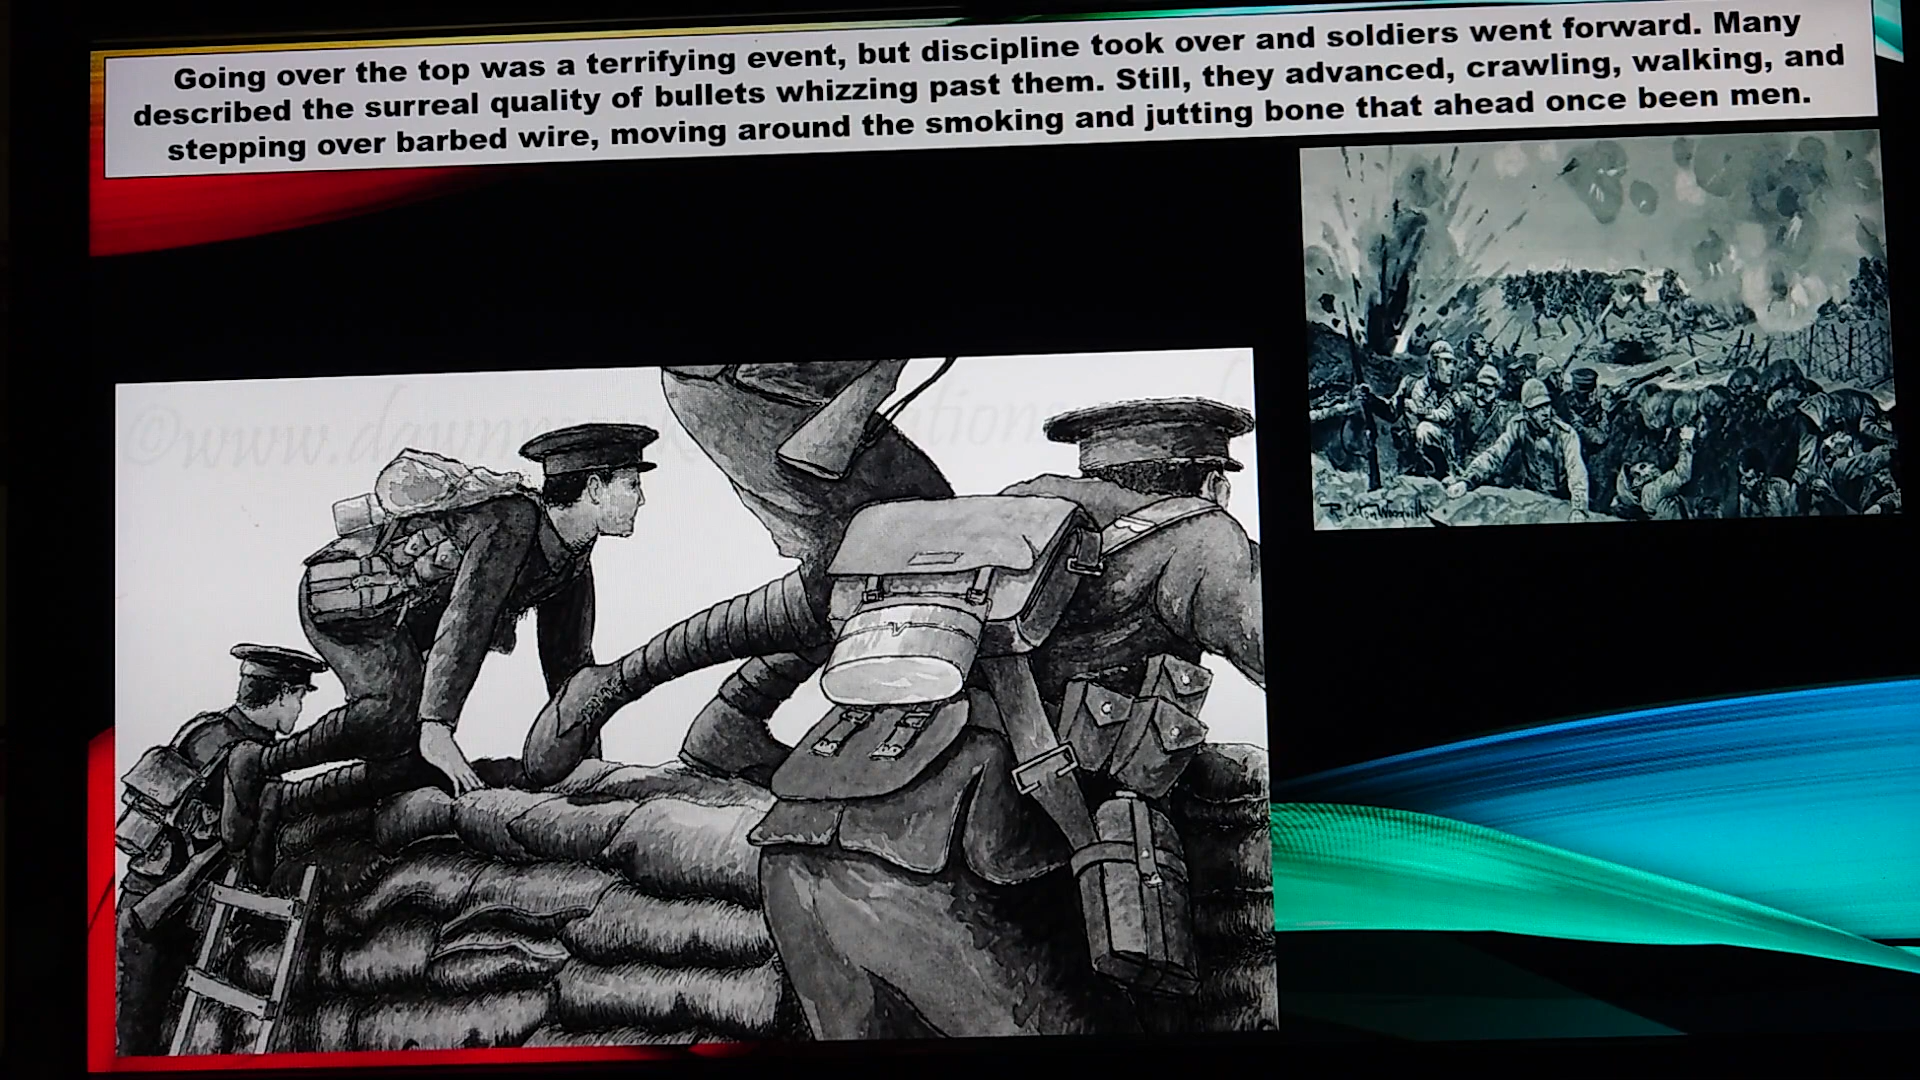 Going over the top was a terrifying event, but discipline took over and soldiers went forward. Many
described the surreal quality of bullets whizzing past them. Still, they advanced, crawling, walking, and
stepping over barbed wire, moving around the smoking and jutting bone that ahead once been men.